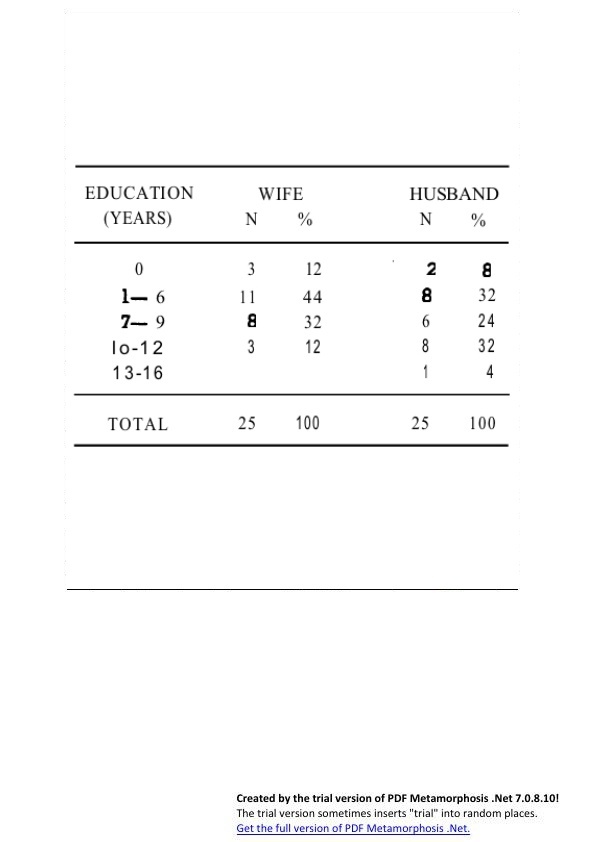 EDUCATION WIFE HUSBAND
(YEARS) N % N %
0 3 12 2 8
1— 6 11 44 8 32
7— 9 8 32 6 24
lo-12 3 12 8 32
13-16 1 4
TOTAL 25 100 25 100
Created by the trial version of PDF Metamorphosis .Net 7.0.8.10!
The trial version sometimes inserts "trial" into random places.
Get the full version of PDF Metamorphosis .Net.